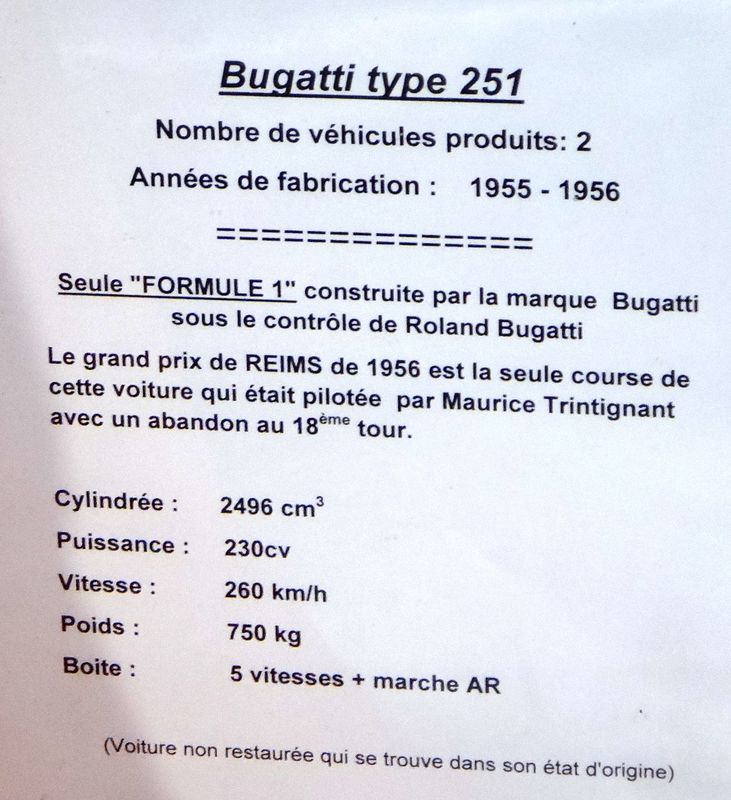 Bugatti type 251
Nombre de véhicules produits: 2
Années de fabrication : 1955 - 1956
==============
Seule "FORMULE 1" construite par la marque Bugatti
sous le contrôle de Roland Bugatti
Le grand prix de REIMS de 1956 est la seule course de
cette voiture qui était pilotée par Maurice Trintignant
avec un abandon au 18ème tour.
Cylindrée : 2496 cm³
Puissance : 230cv
Vitesse : 260 km/h
Poids : 750 kg
Boite : 5 vitesses + marche AR
(Voiture non restaurée qui se trouve dans son état d'origine)